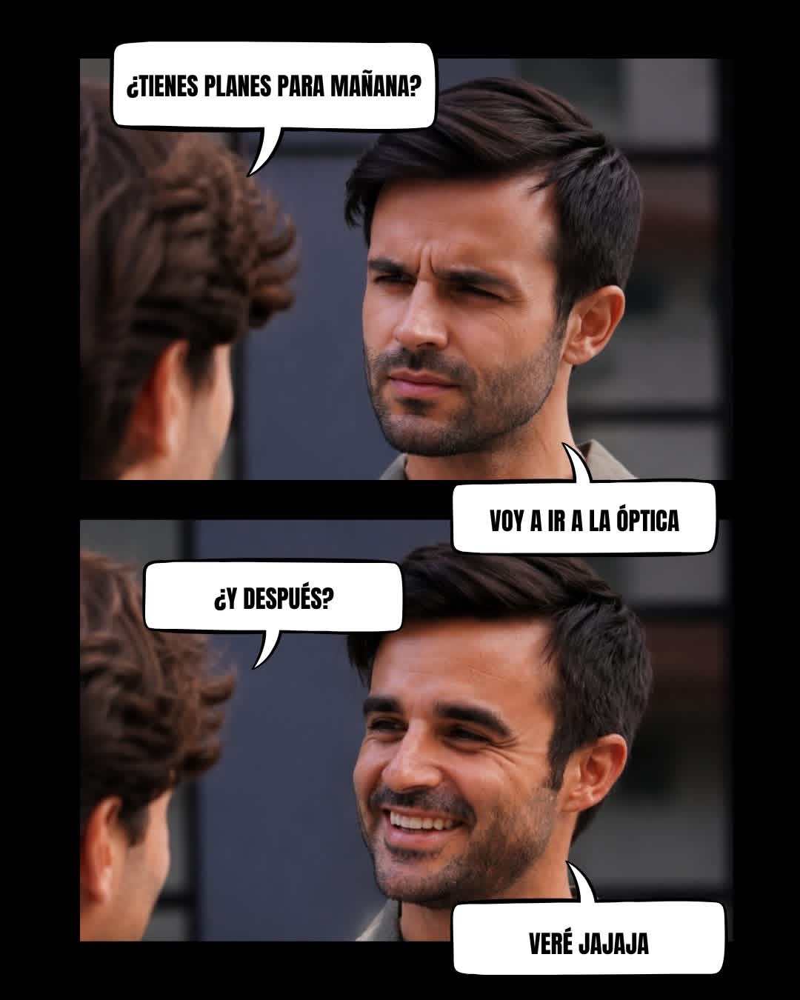 ¿TIENES PLANES PARA MAÑANA?
VOY A IR A LA ÓPTICA
¿Y DESPUÉS?
VERÉ JAJAJA